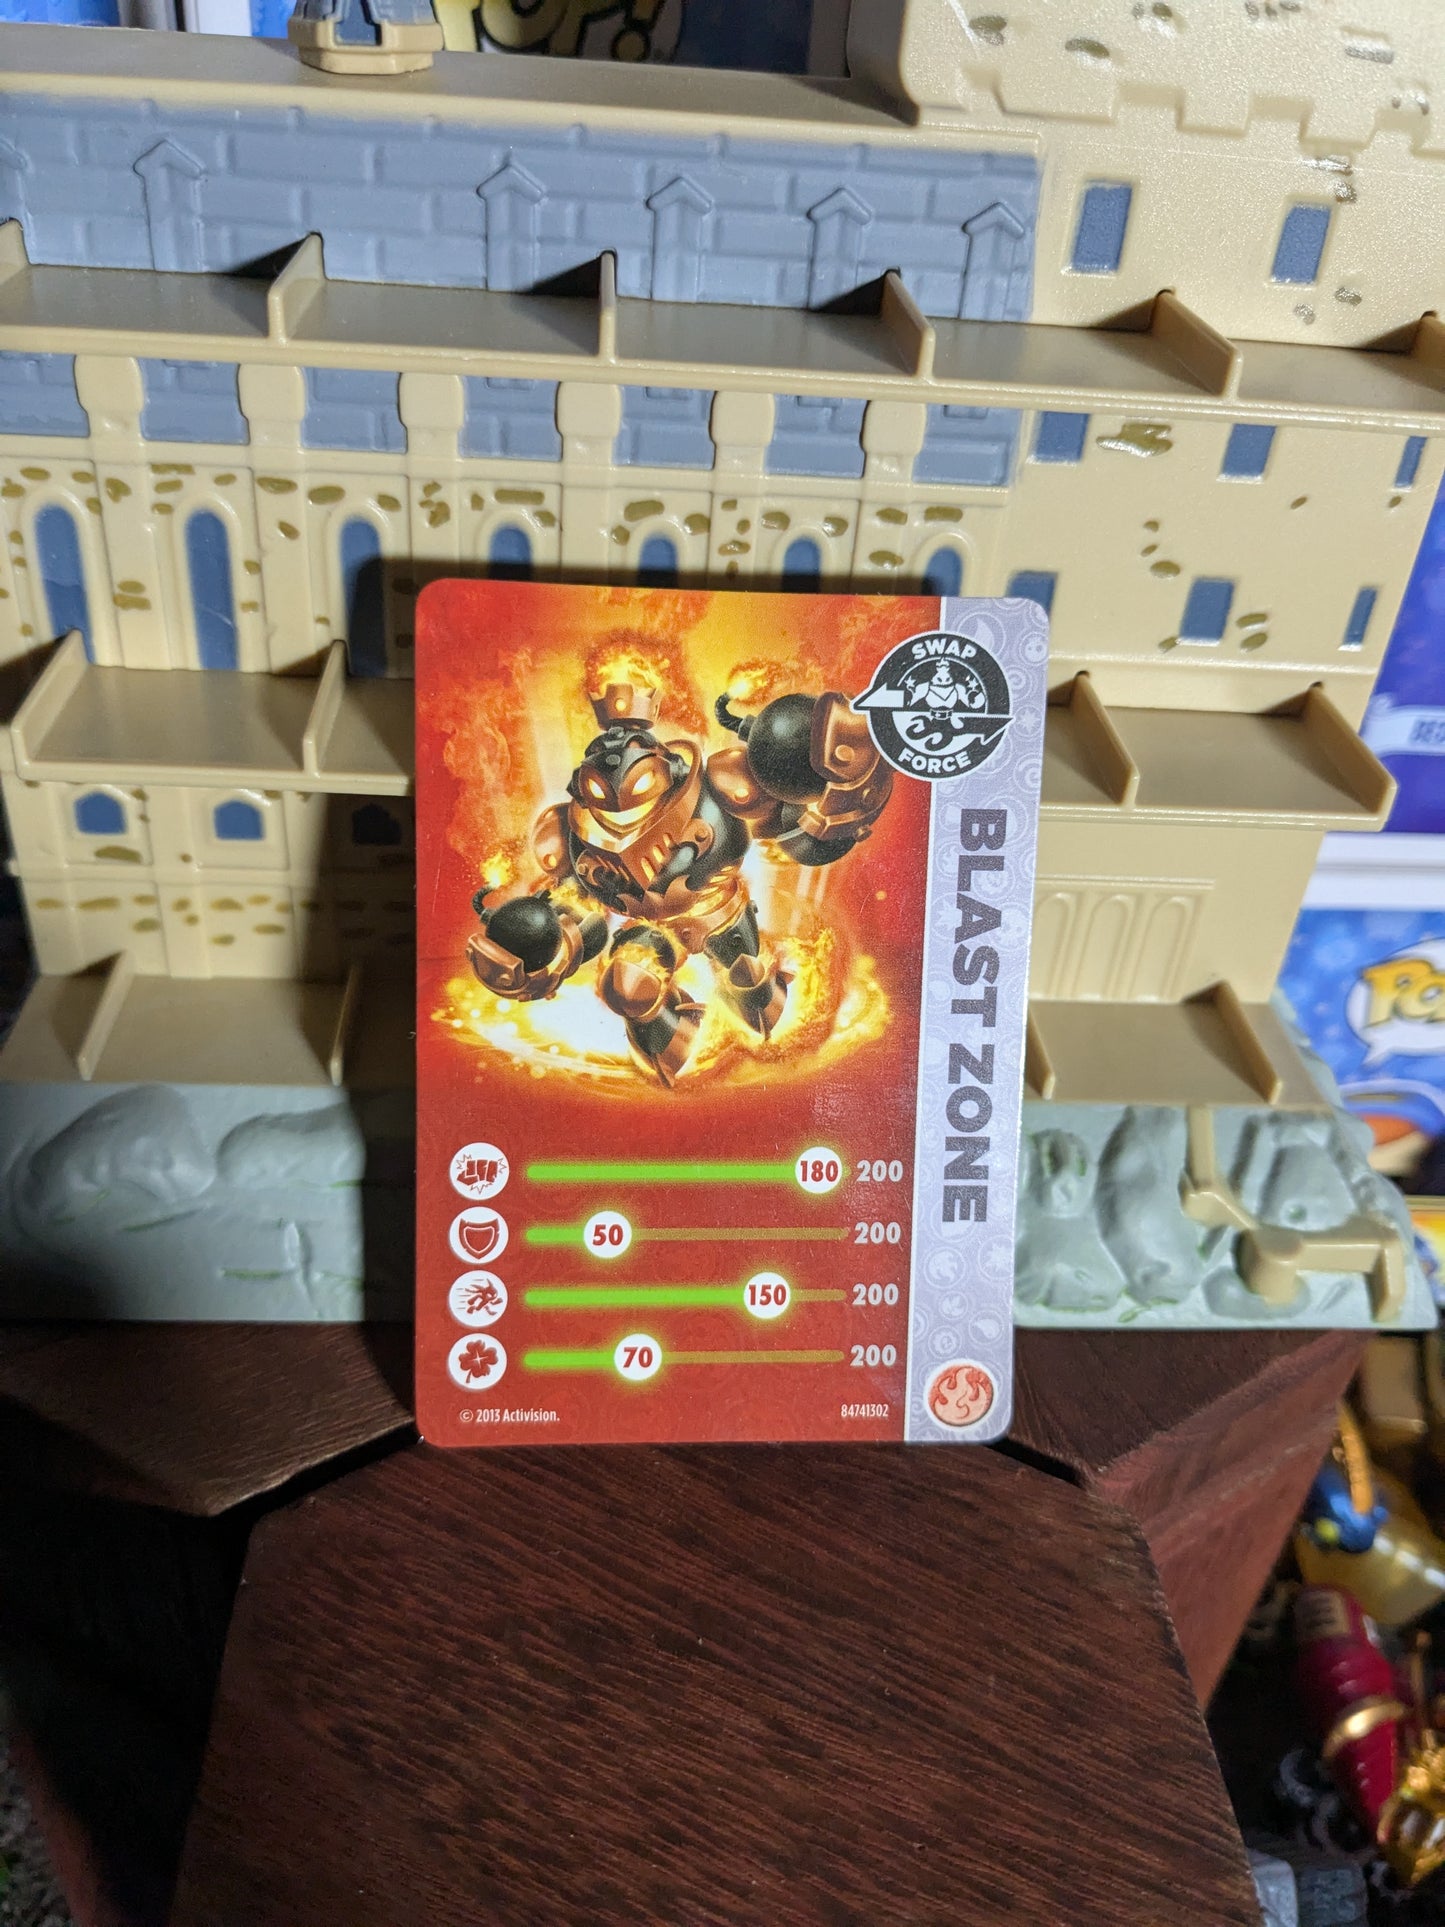 SWAP
FORCE
BLAST ZONE
180 200
50 200
150 200
70 200
© 2013 Activision.
84741302